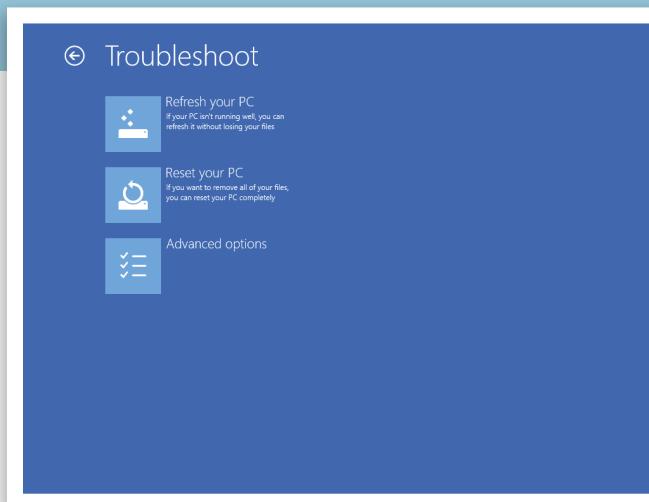 Troubleshoot
Refresh your PC
If your PC isn't running well, you can
refresh it without losing your files
Reset your PC
If you want to remove all of your files,
you can reset your PC completely
Advanced options